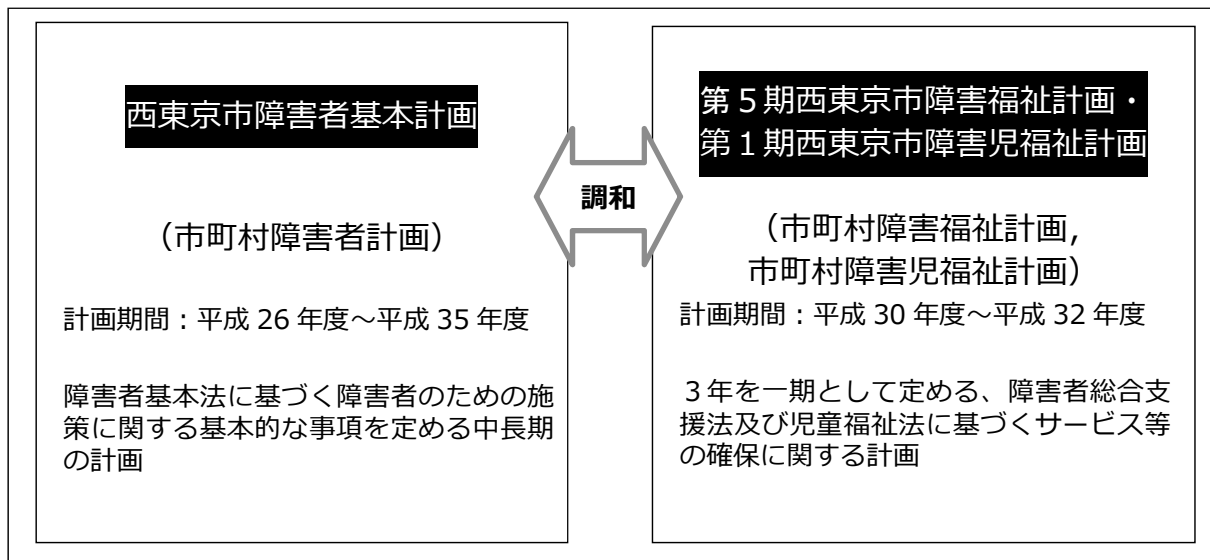 西東京市障害者基本計画
（市町村障害者計画）
計画期間：平成 26 年度～平成 35 年度
障害者基本法に基づく障害者のための施
策に関する基本的な事項を定める中長期
の計画
調和
第５期西東京市障害福祉計画・
第１期西東京市障害児福祉計画
（市町村障害福祉計画，
市町村障害児福祉計画）
計画期間：平成 30 年度～平成 32 年度
３年を一期として定める、障害者総合支
援法及び児童福祉法に基づくサービス等
の確保に関する計画